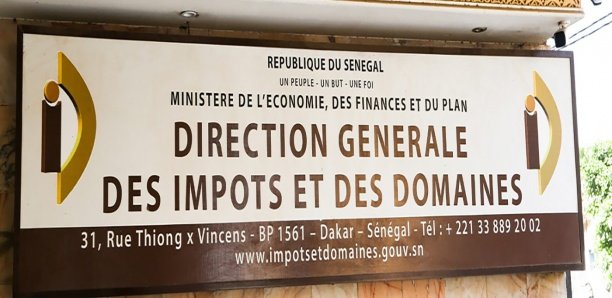 REPUBLIQUE DU SENEGAL
UN PEUPLE - UN BUT - UNE FOI
MINISTERE DE L'ECONOMIE, DES FINANCES ET DU PLAN
DIRECTION GENERALE
DES IMPOTS ET DES DOMAINES
31, Rue Thiong x Vincens - BP 1561 – Dakar – Sénégal - Tél : + 221 33 889 20 02
www.impotsetdomaines.gouv.sn